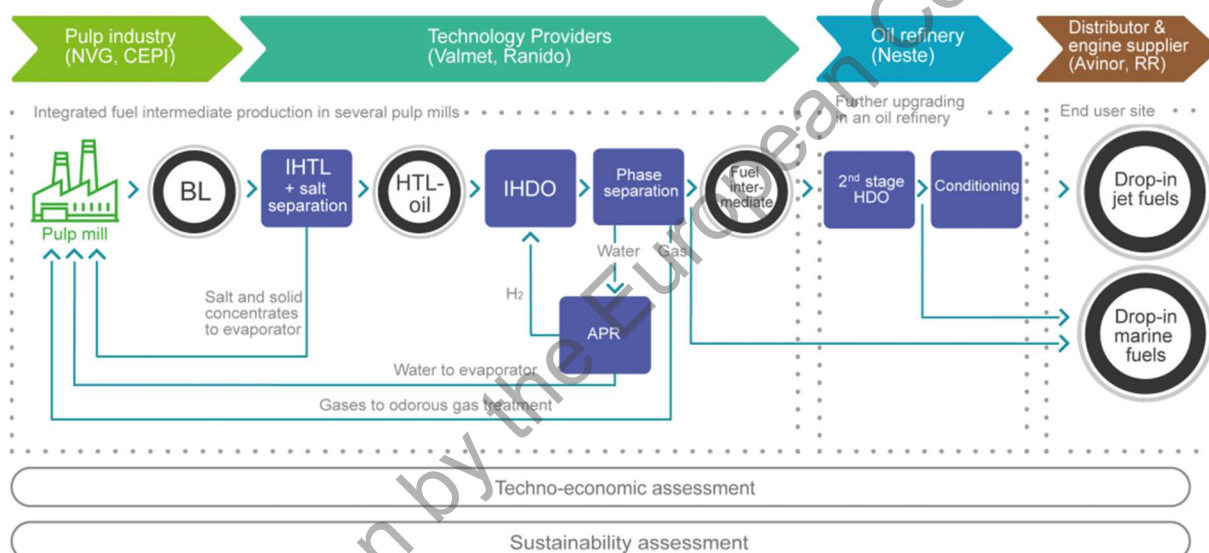 Pulp industry
(NVG, CEPI)
Technology Providers
(Valmet, Ranido)
Oil refinery
(Neste)
Distributor &
engine supplier
(Avinor, RR)
Integrated fuel intermediate production in several pulp mills
Further upgrading
in an oil refinery
End user site
Pulp mill
BL
IHTL
+ salt
separation
HTL-
oil
IHDO
Phase
separation
Fuel
inter-
mediate
2nd stage
HDO
Conditioning
Drop-in
jet fuels
Water
Gas
H2
Salt and solid
concentrates
to evaporator
APR
Drop-in
marine
fuels
Water to evaporator
Gases to odorous gas treatment
Techno-economic assessment
Sustainability assessment
n by the European Co